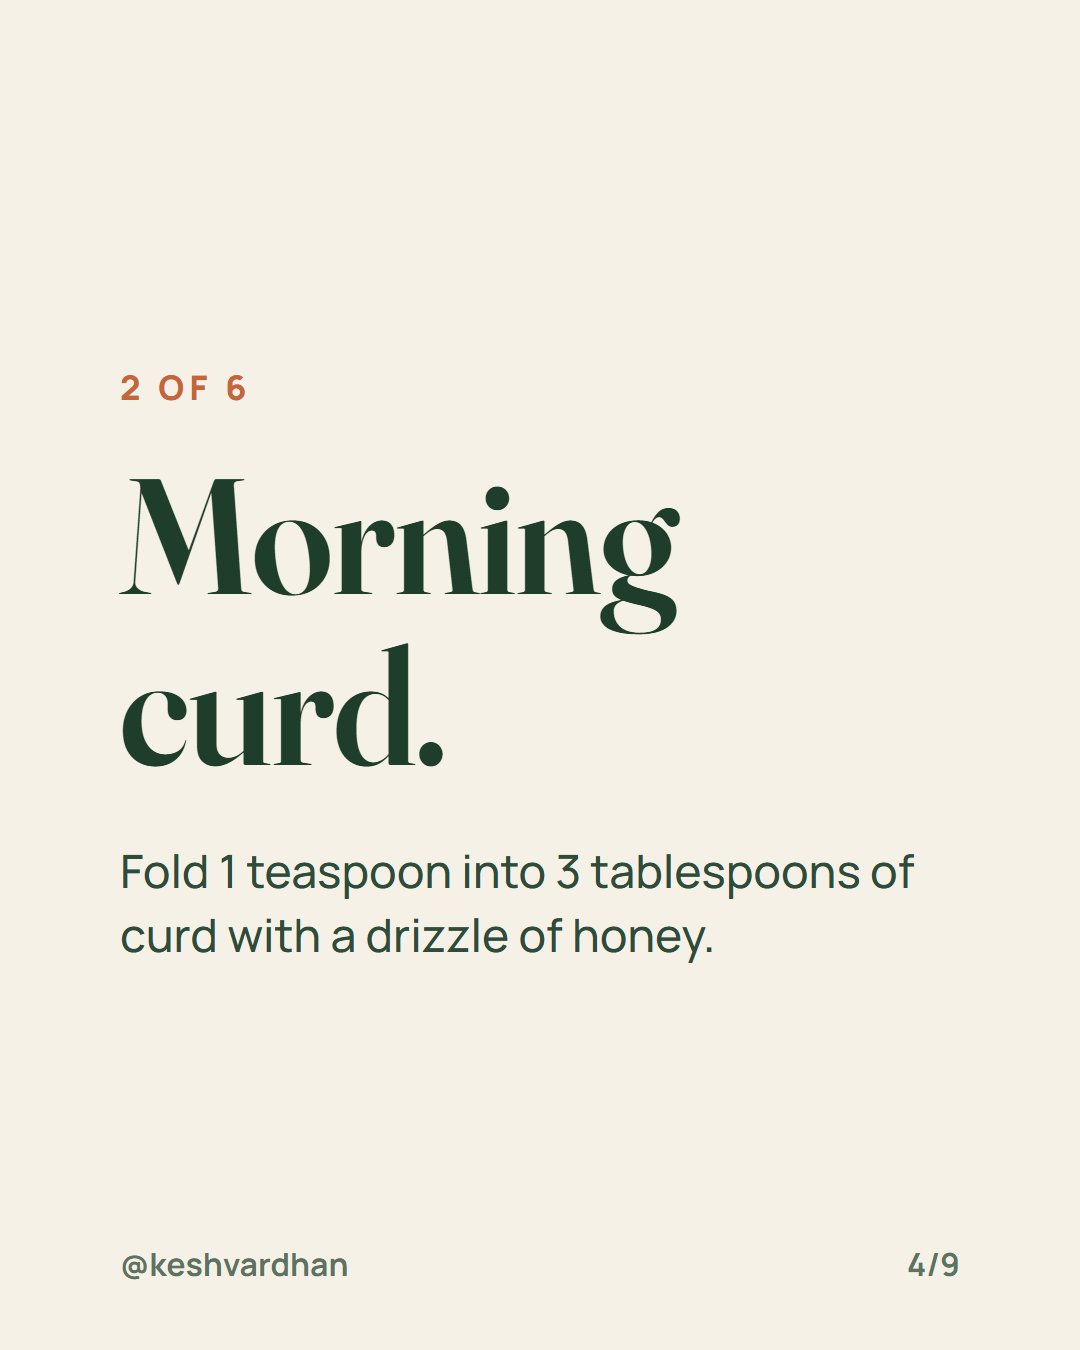 2 OF 6
Morning
curd.
Fold 1 teaspoon into 3 tablespoons of
curd with a drizzle of honey.
@keshvardhan
4/9